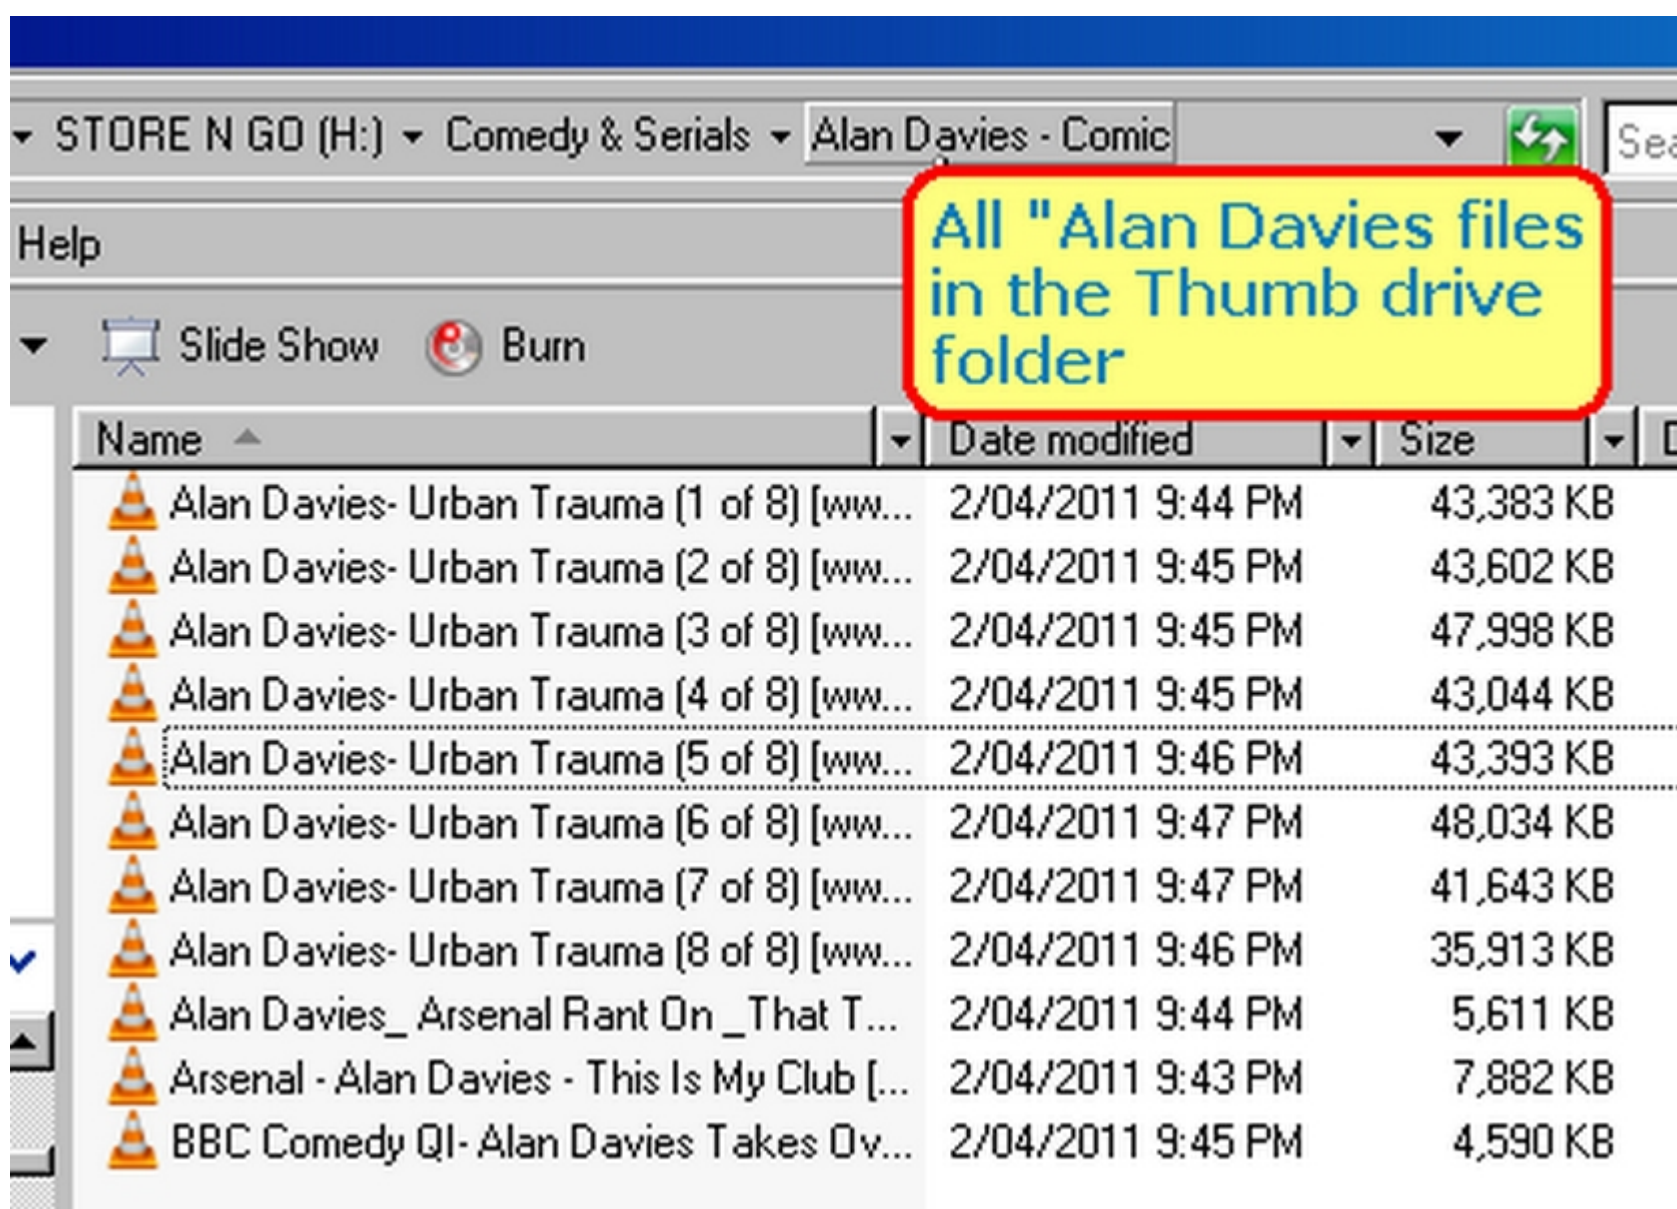 STORE N GO (H:) Comedy & Serials Alan Davies - Comic Sea
All "Alan Davies files
in the Thumb drive
folder
Help
Slide Show Burn
Name Date modified Size D
Alan Davies- Urban Trauma (1 of 8) [ww... 2/04/2011 9:44 PM 43,383 KB
Alan Davies- Urban Trauma (2 of 8) [ww... 2/04/2011 9:45 PM 43,602 KB
Alan Davies- Urban Trauma (3 of 8) [ww... 2/04/2011 9:45 PM 47,998 KB
Alan Davies- Urban Trauma (4 of 8) [ww... 2/04/2011 9:45 PM 43,044 KB
Alan Davies- Urban Trauma (5 of 8) [ww... 2/04/2011 9:46 PM 43,393 KB
Alan Davies- Urban Trauma (6 of 8) [ww... 2/04/2011 9:47 PM 48,034 KB
Alan Davies- Urban Trauma (7 of 8) [ww... 2/04/2011 9:47 PM 41,643 KB
Alan Davies- Urban Trauma (8 of 8) [ww... 2/04/2011 9:46 PM 35,913 KB
Alan Davies_ Arsenal Rant On _That T... 2/04/2011 9:44 PM 5,611 KB
Arsenal - Alan Davies - This Is My Club [... 2/04/2011 9:43 PM 7,882 KB
BBC Comedy QI- Alan Davies Takes Ov... 2/04/2011 9:45 PM 4,590 KB